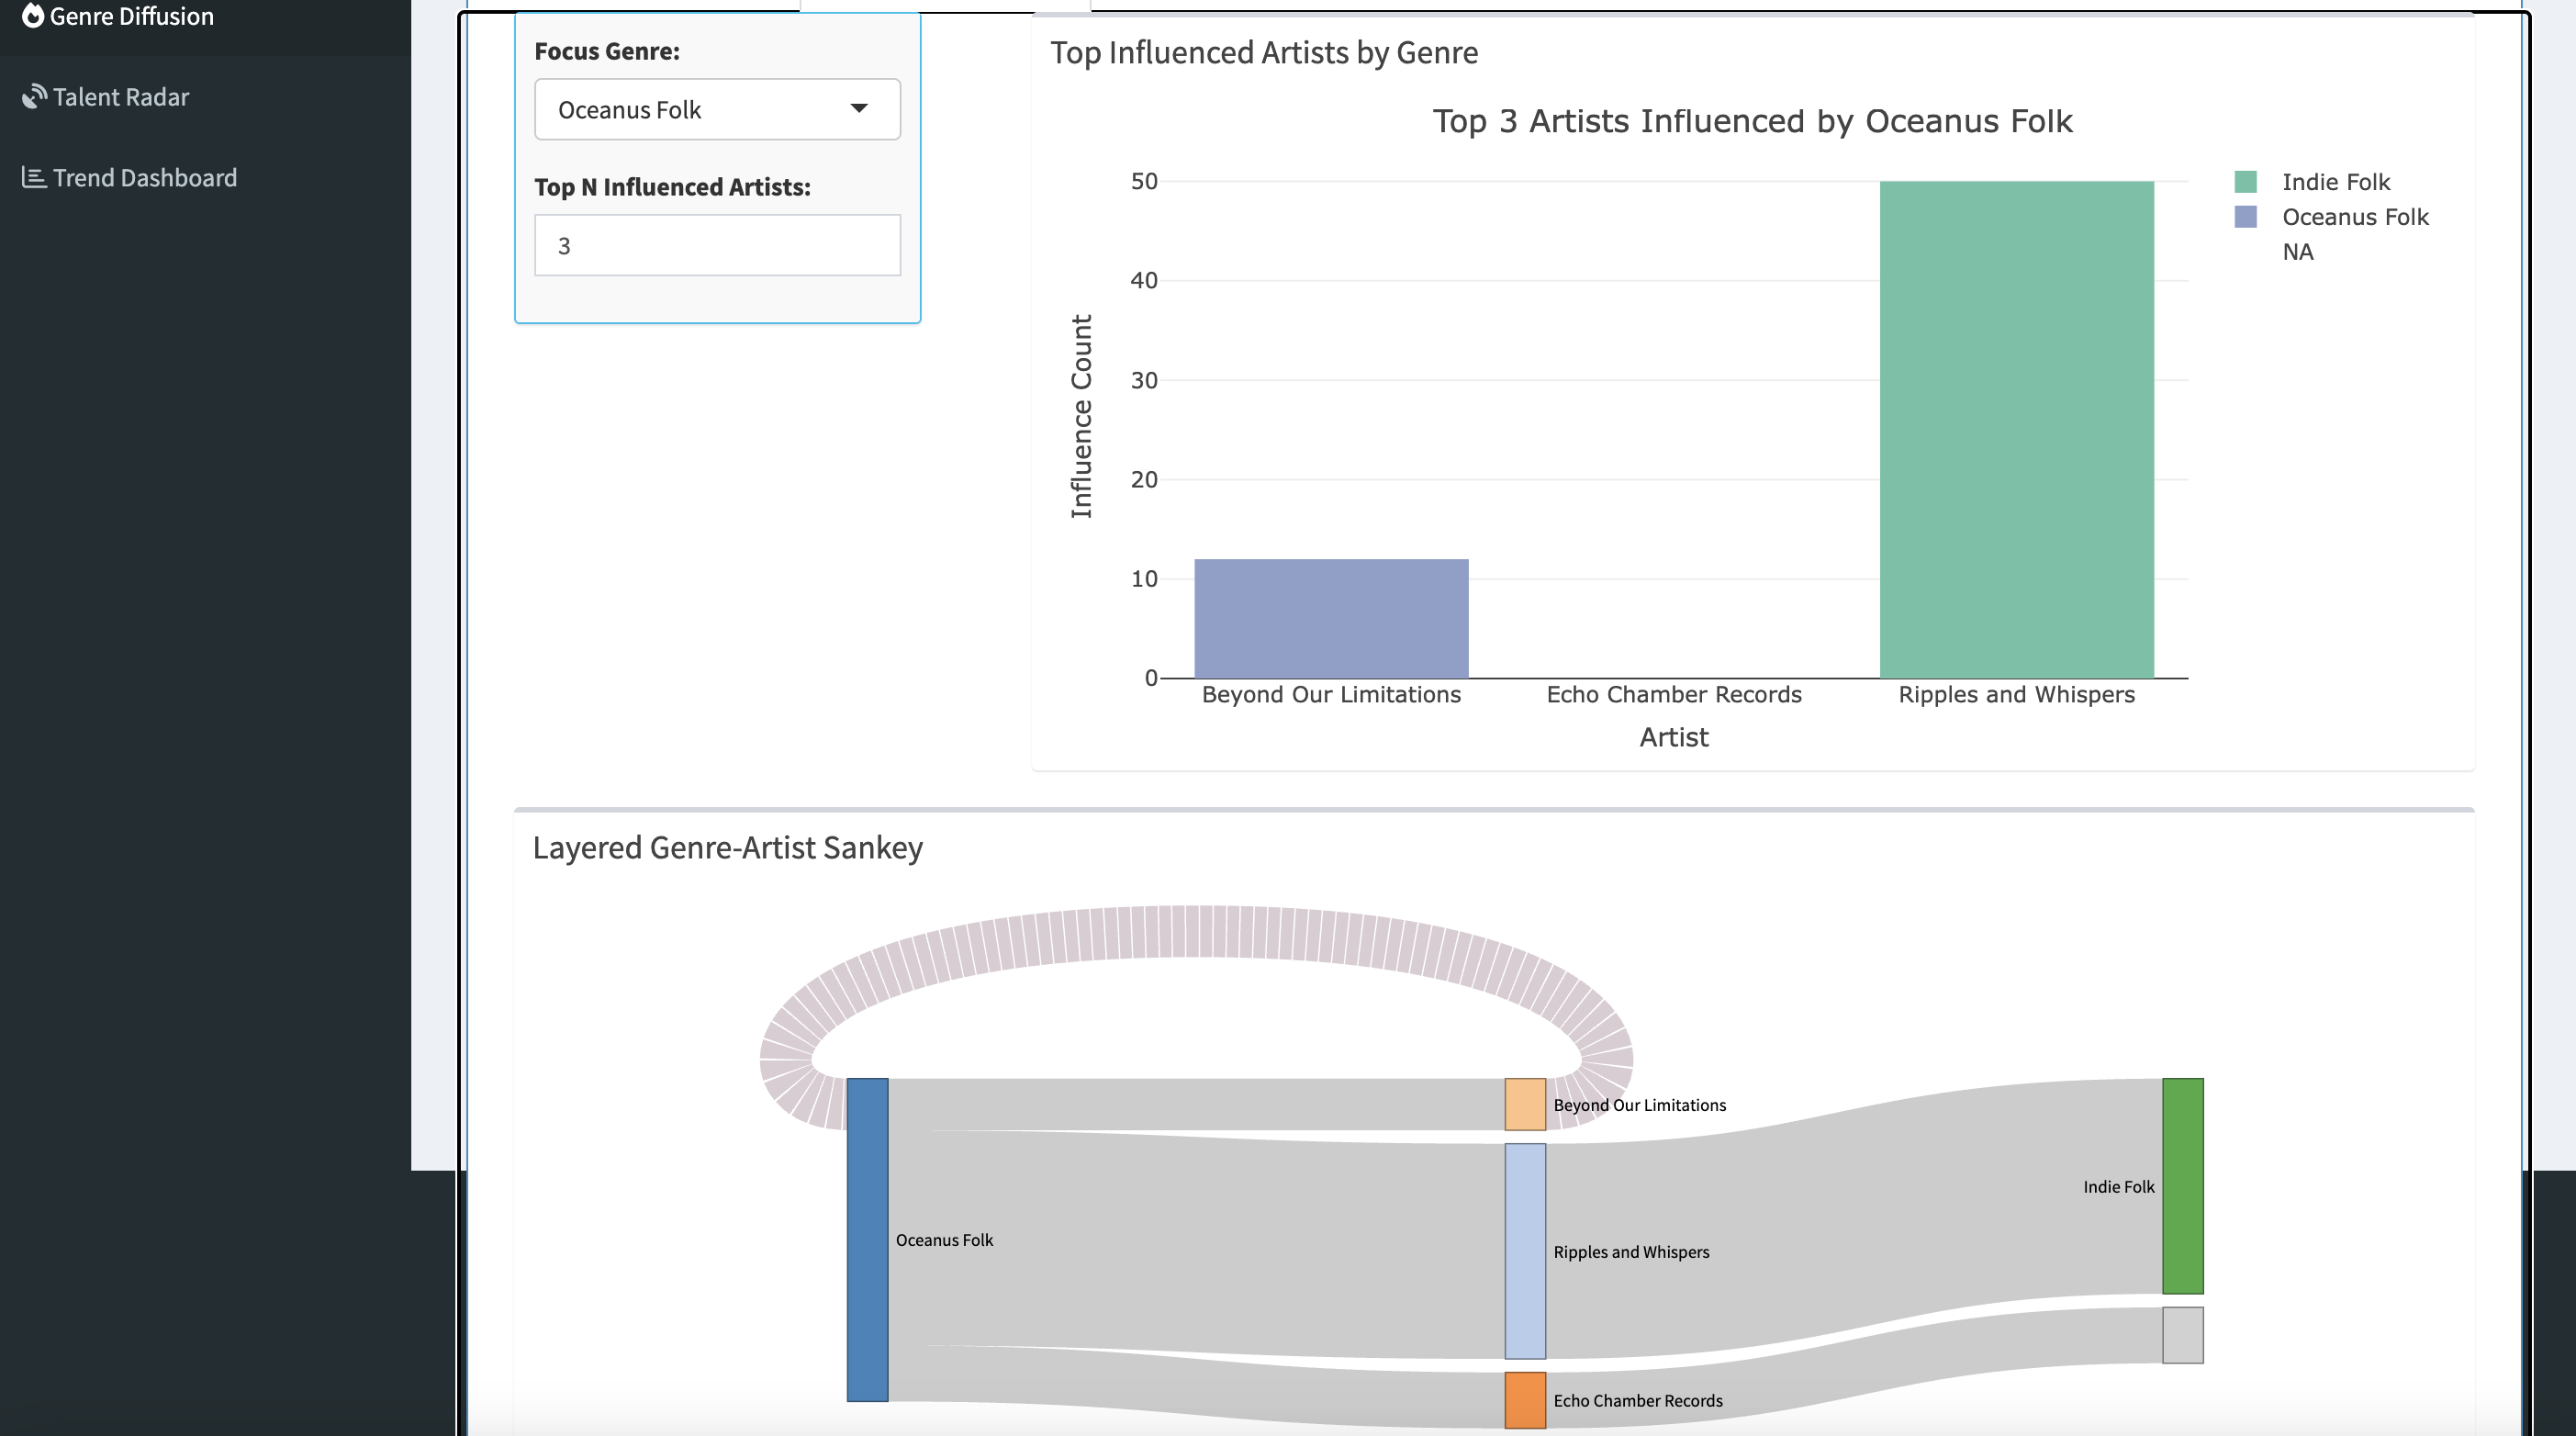 Genre Diffusion
Talent Radar
Trend Dashboard
Focus Genre:
Oceanus Folk
Top N Influenced Artists:
3
Top Influenced Artists by Genre
Top 3 Artists Influenced by Oceanus Folk
50
40
30
20
10
0
Influence Count
Beyond Our Limitations
Echo Chamber Records
Ripples and Whispers
Artist
Indie Folk
Oceanus Folk
NA
Layered Genre-Artist Sankey
Beyond Our Limitations
Indie Folk
Oceanus Folk
Ripples and Whispers
Echo Chamber Records